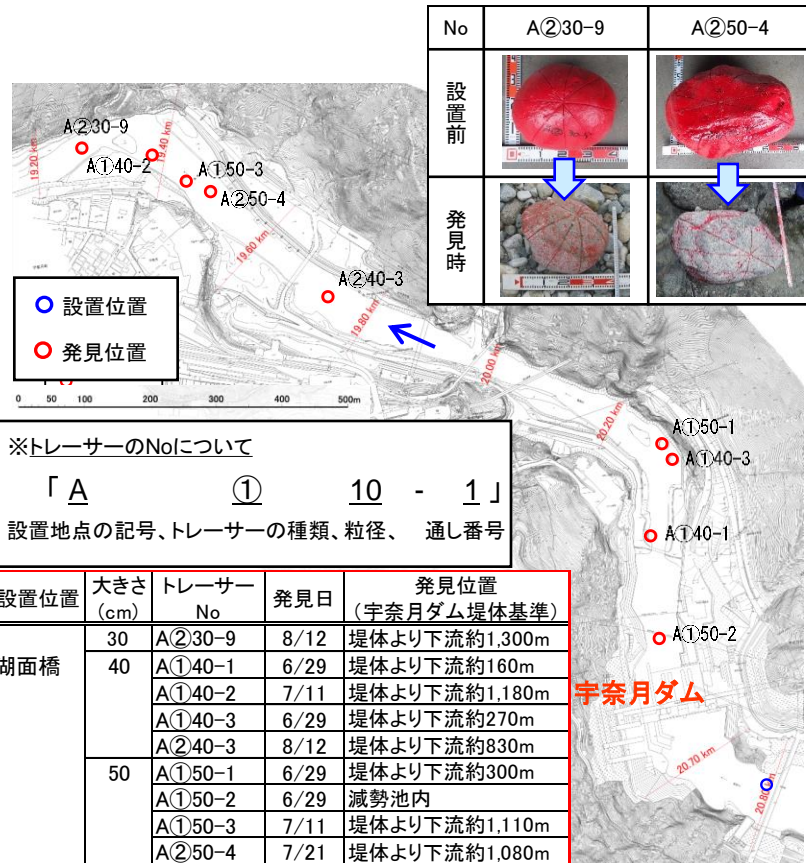 No A②30-9 A②50-4
設置前
発見時
A②30-9
A①40-2
A①50-3
A②50-4
A②40-3
19.20 km
19.40 km
19.60 km
19.80 km
20.00 km
20.20 km
設置位置
発見位置
0 50 100 200 300 400 500m
A①50-1
A①40-3
A①40-1
A①50-2
宇奈月ダム
20.70 km
20.80 km
※トレーサーのNoについて
「 A ① 10 - 1 」
設置地点の記号、トレーサーの種類、粒径、 通し番号
設置位置 大きさ(cm) トレーサーNo 発見日 発見位置(宇奈月ダム堤体基準)
湖面橋 30 A②30-9 8/12 堤体より下流約1,300m
40 A①40-1 6/29 堤体より下流約160m
A①40-2 7/11 堤体より下流約1,180m
A①40-3 6/29 堤体より下流約270m
A②40-3 8/12 堤体より下流約830m
50 A①50-1 6/29 堤体より下流約300m
A①50-2 6/29 減勢池内
A①50-3 7/11 堤体より下流約1,110m
A②50-4 7/21 堤体より下流約1,080m